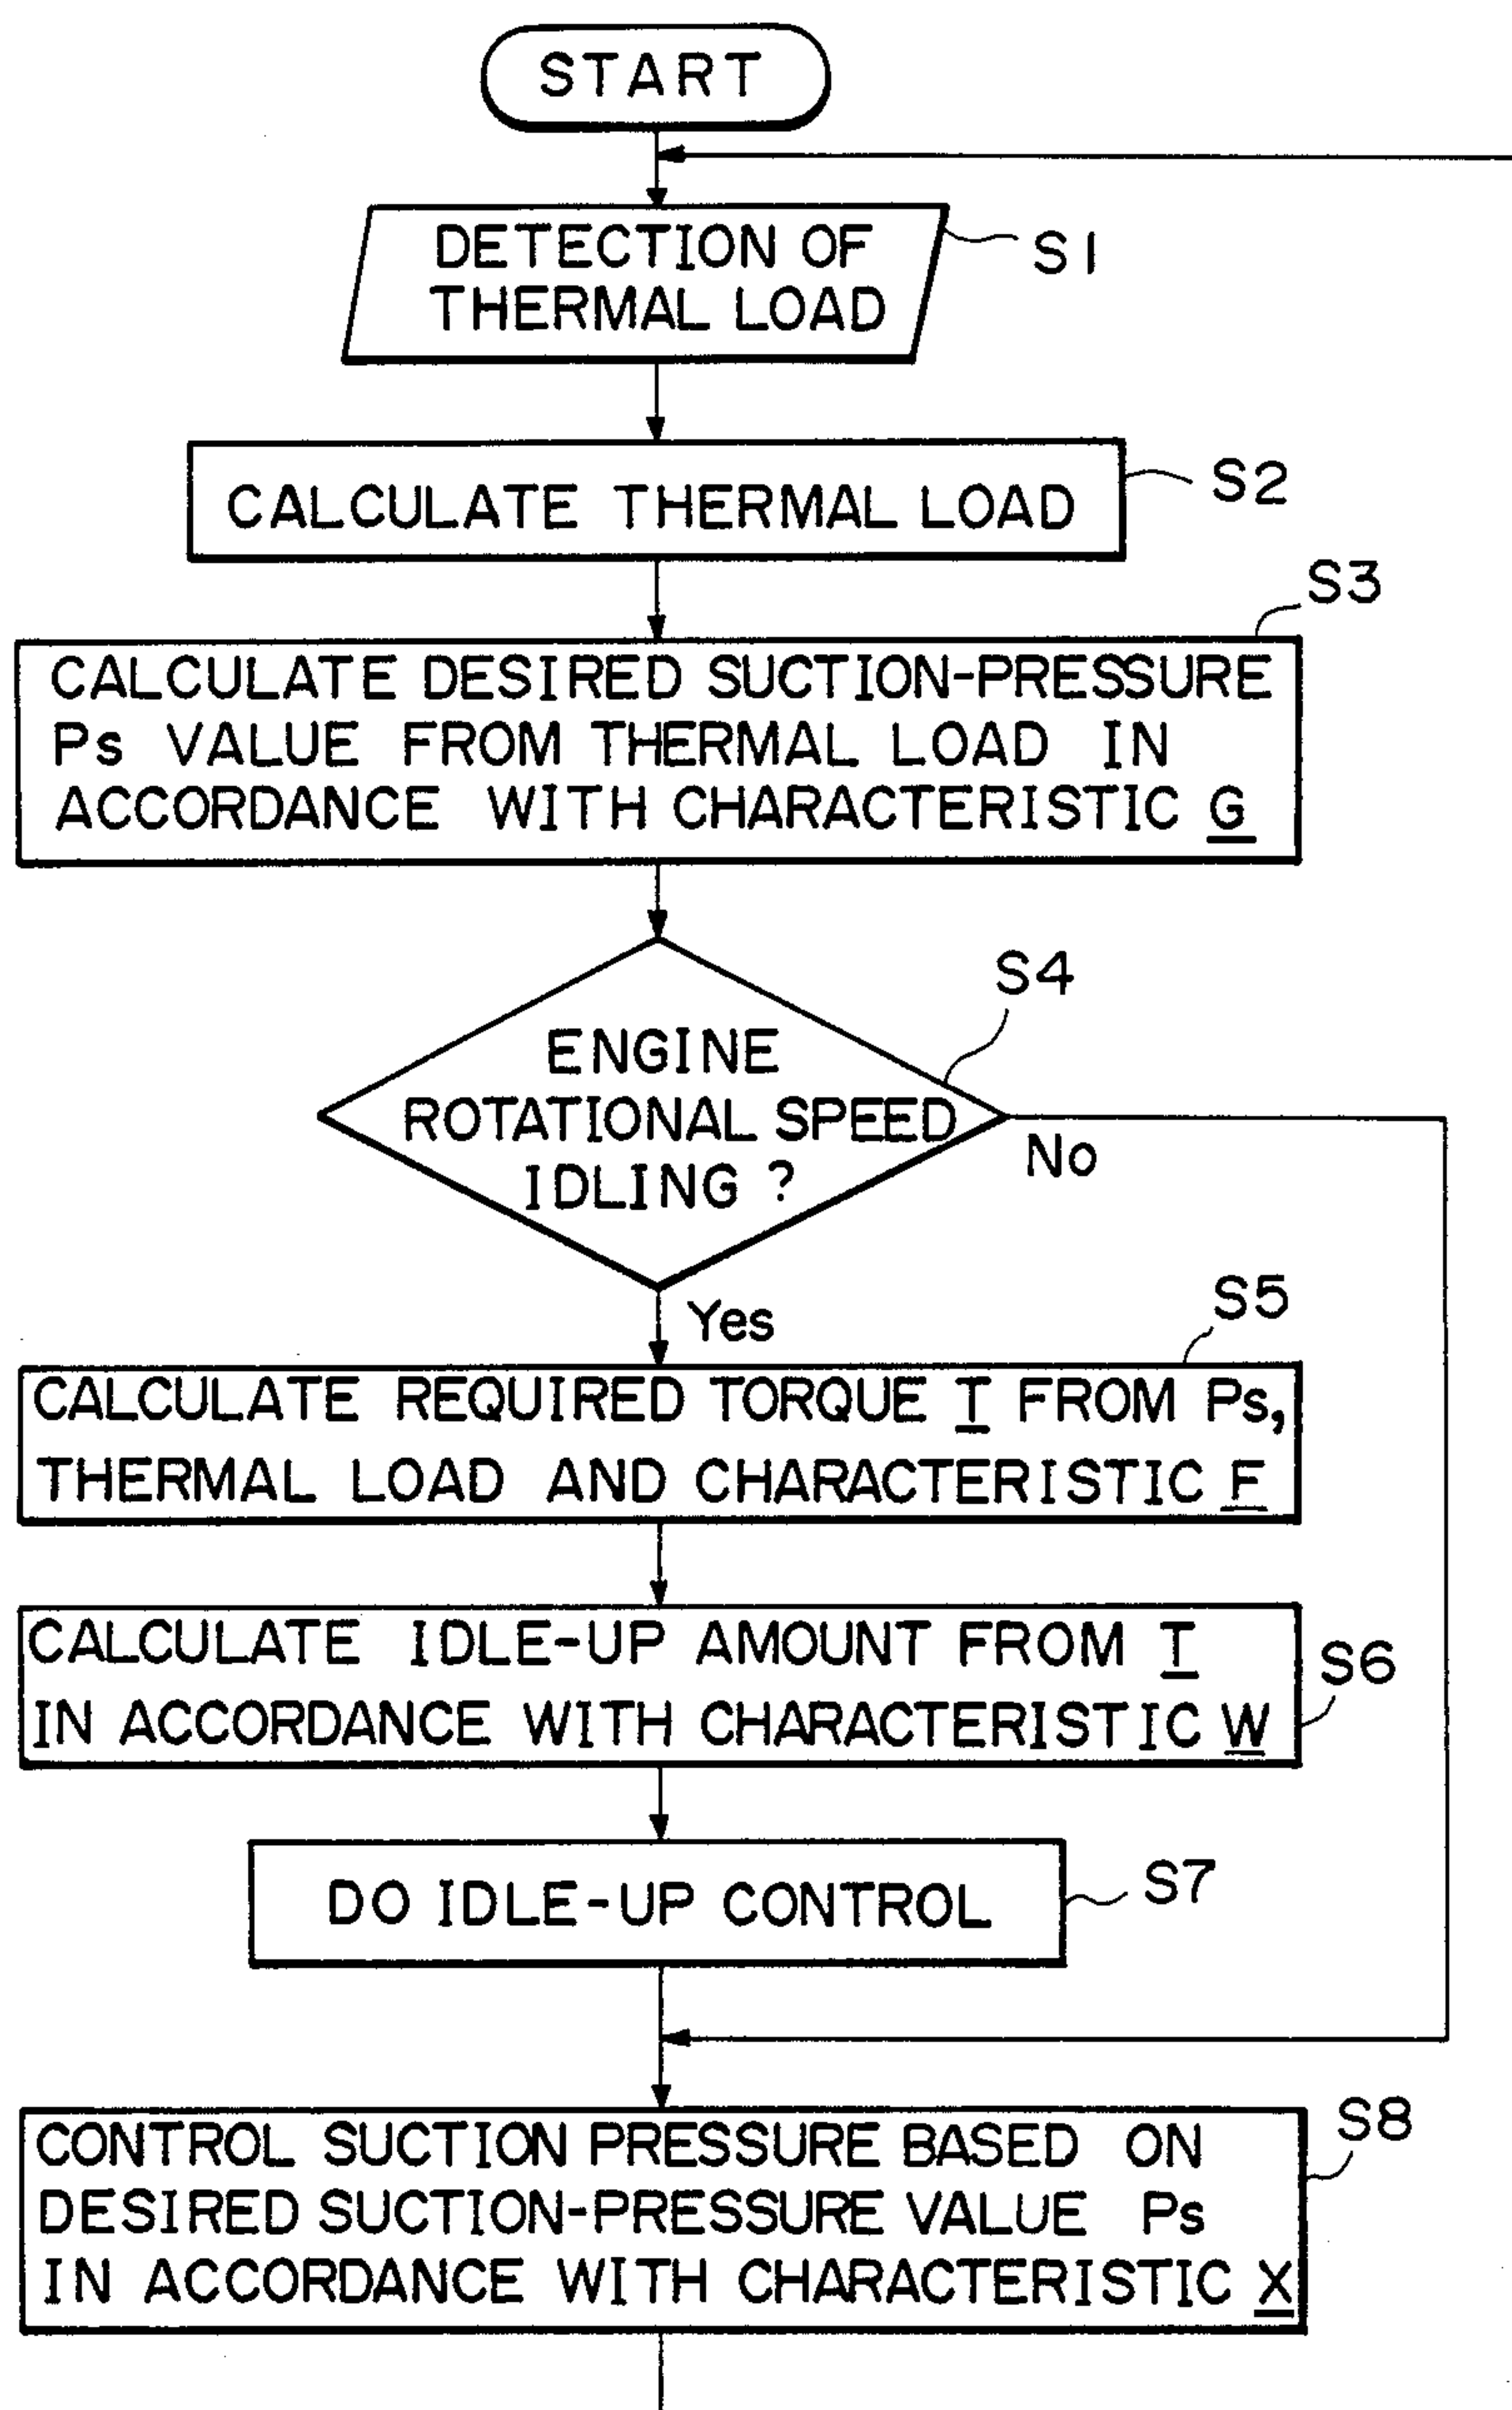 START
DETECTION OF
THERMAL LOAD
S1
CALCULATE THERMAL LOAD
S2
S3
CALCULATE DESIRED SUCTION-PRESSURE
Ps VALUE FROM THERMAL LOAD IN
ACCORDANCE WITH CHARACTERISTIC G
S4
ENGINE
ROTATIONAL SPEED
IDLING ?
No
Yes
S5
CALCULATE REQUIRED TORQUE T FROM Ps,
THERMAL LOAD AND CHARACTERISTIC F
CALCULATE IDLE-UP AMOUNT FROM T
IN ACCORDANCE WITH CHARACTERISTIC W
S6
DO IDLE-UP CONTROL
S7
S8
CONTROL SUCTION PRESSURE BASED ON
DESIRED SUCTION-PRESSURE VALUE Ps
IN ACCORDANCE WITH CHARACTERISTIC X